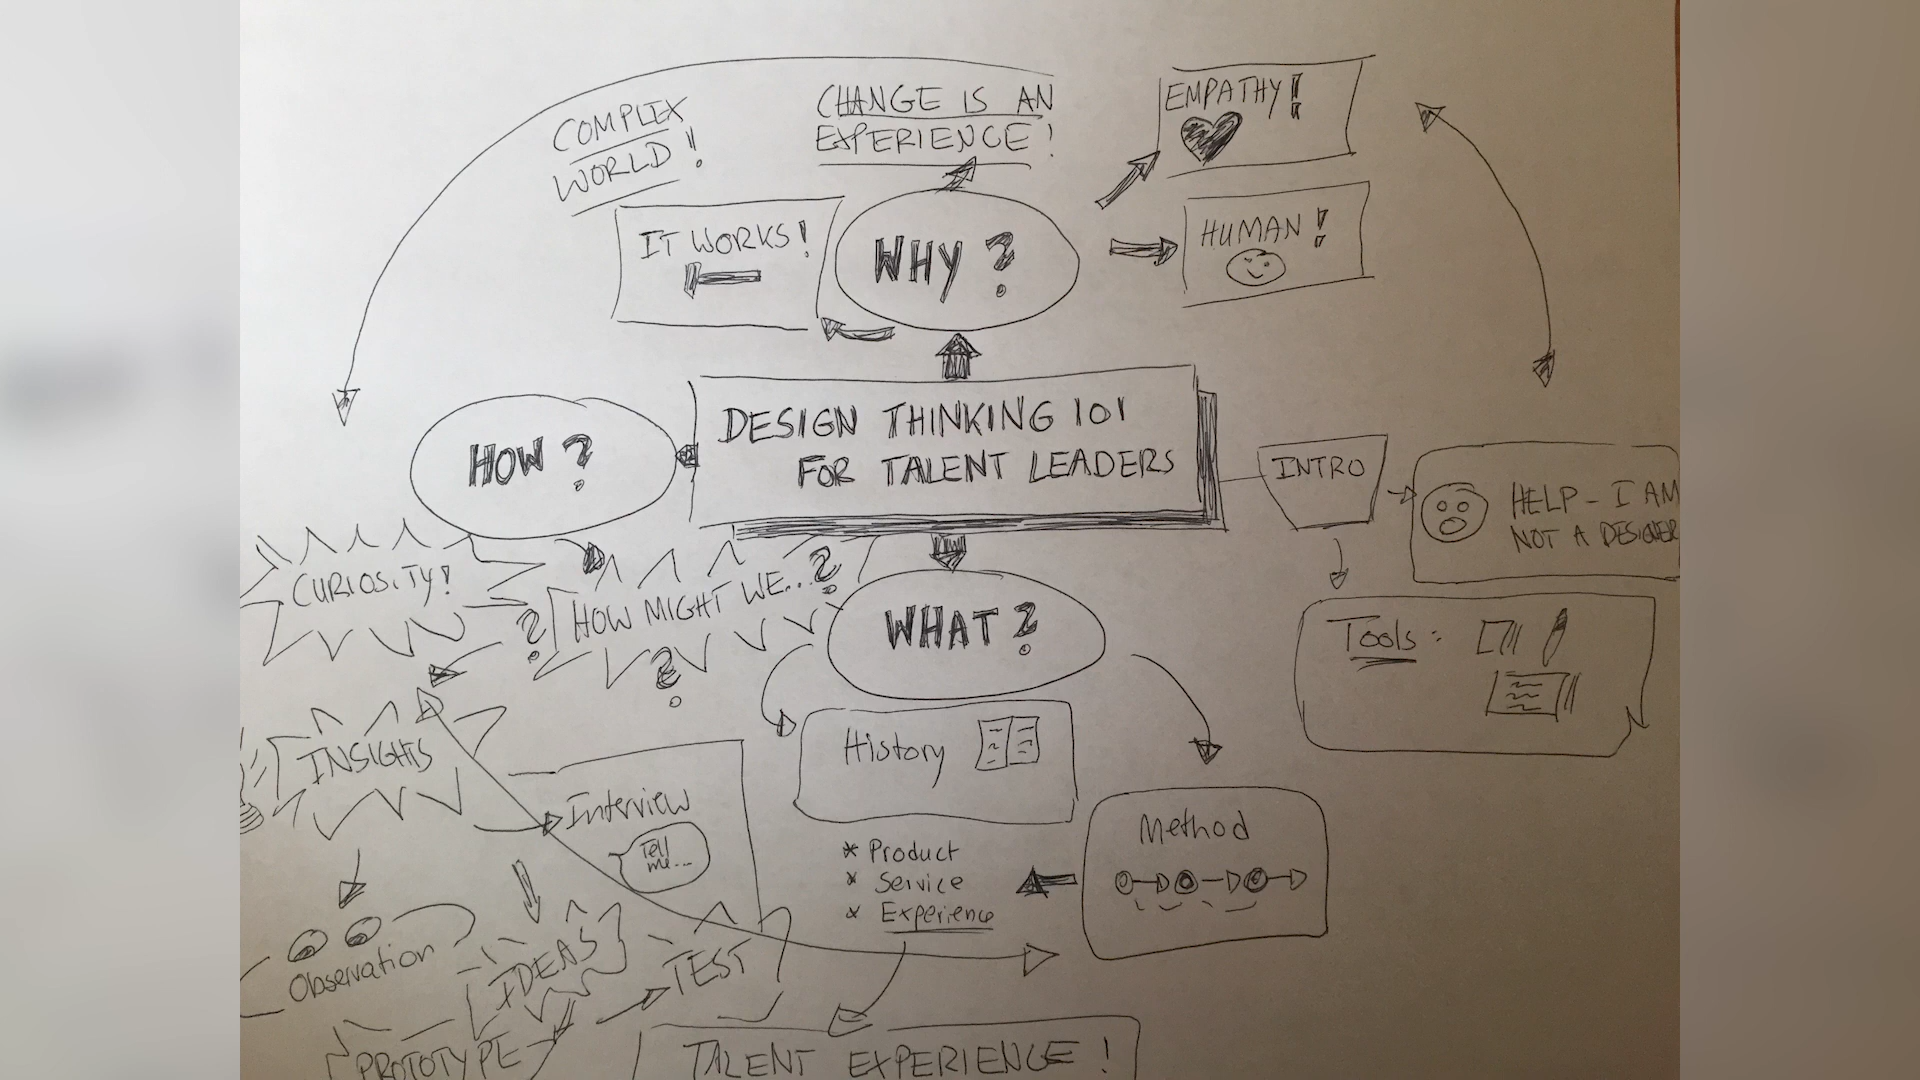 COMPLEX
WORLD!
CHANGE IS AN
EXPERIENCE!
EMPATHY!
IT WORKS!
WHY?
HUMAN!
HOW?
DESIGN THINKING 101
FOR TALENT LEADERS
INTRO
HELP - I AM
NOT A DESIGNER
CURIOSITY!
?
HOW MIGHT WE..?
?
WHAT?
Tools:
INSIGHTS
Interview
Tell
me...
History
* Product
* Service
* Experience
Method
Observation
IDEAS
TEST
PROTOTYPE
TALENT EXPERIENCE!